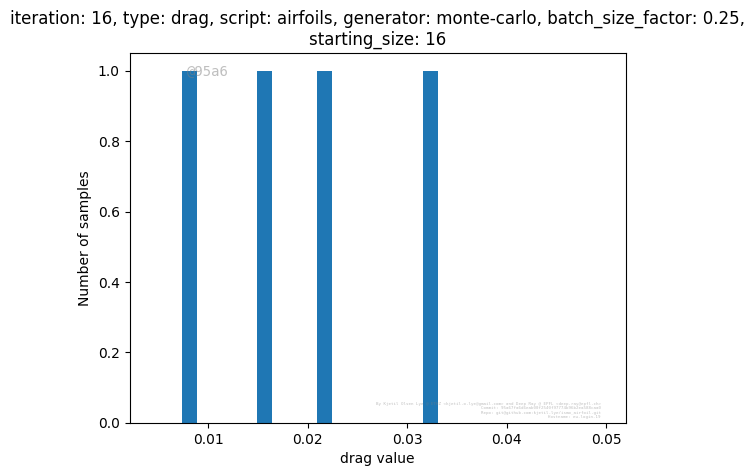 iteration: 16, type: drag, script: airfoils, generator: monte-carlo, batch_size_factor: 0.25,
starting_size: 16
@95a6
1.0
0.8
0.6
0.4
0.2
0.0
Number of samples
0.01
0.02
0.03
0.04
0.05
drag value